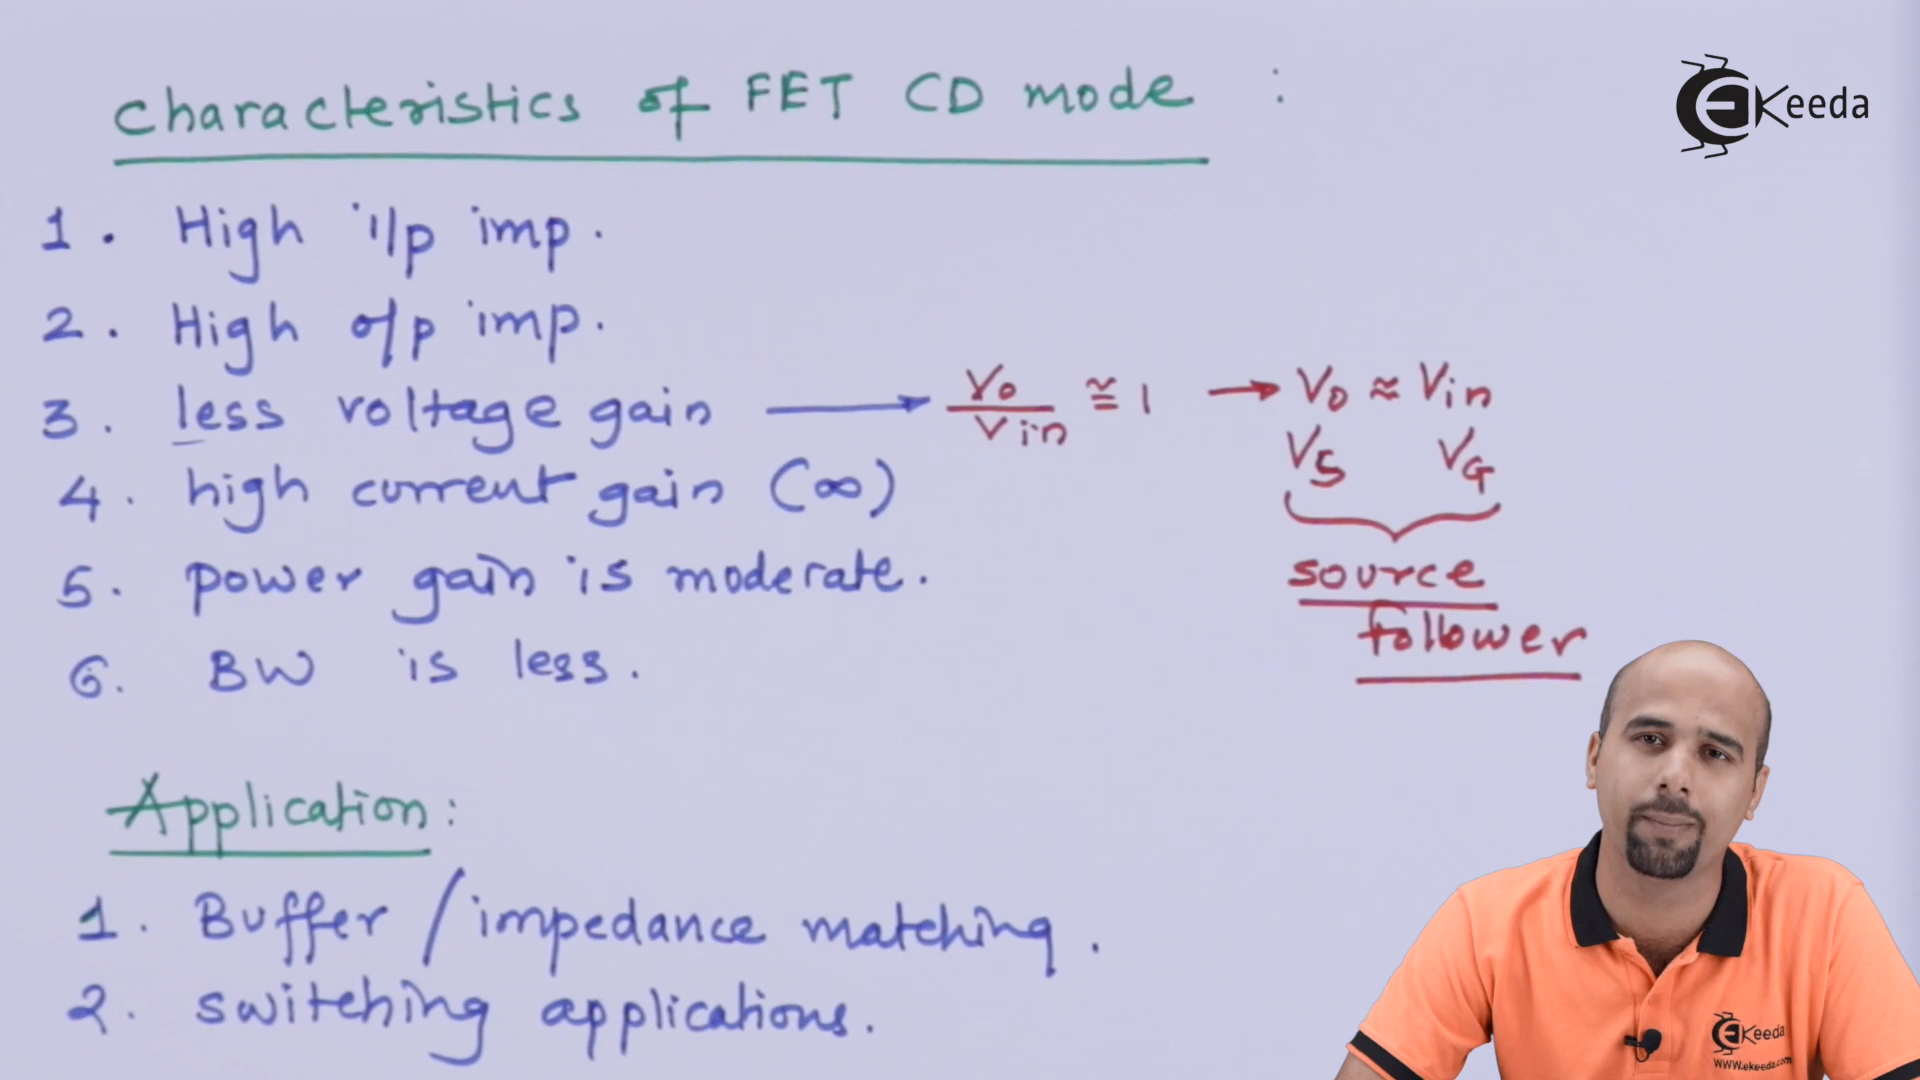 characteristics of FET CD mode :
EKeeda
1. High i/p imp.
2. High o/p imp.
3. less voltage gain → Vo/Vin ≅ 1 → Vo ≈ Vin
VS VG
4. high current gain (∞)
5. power gain is moderate.
source
follower
6. BW is less.
Application:
1. Buffer / impedance matching.
2. switching applications.
EKeeda
www.ekeeda.com